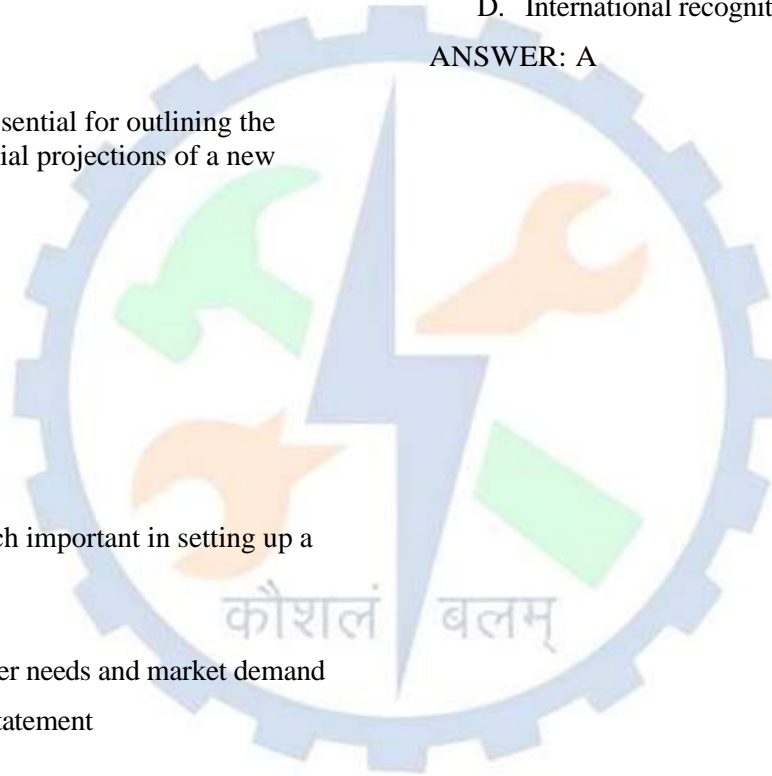 D. International
ANSWER: A
sential for outlining the
ial projections of a new
ch important in setting up a
कौशलं बलम्
er needs and market demand
tatement